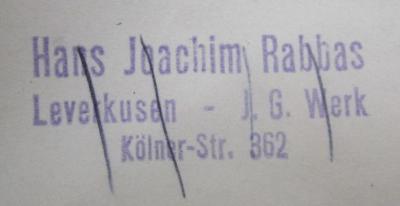 Hans Joachim Rabbas
Leverkusen - J. G. Werk
Kölner-Str. 362